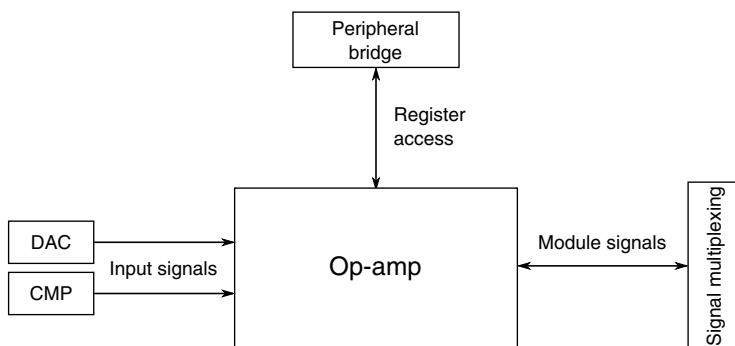 Peripheral
bridge
Register
access
DAC
Input signals
CMP
Op-amp
Module signals
Signal multiplexing